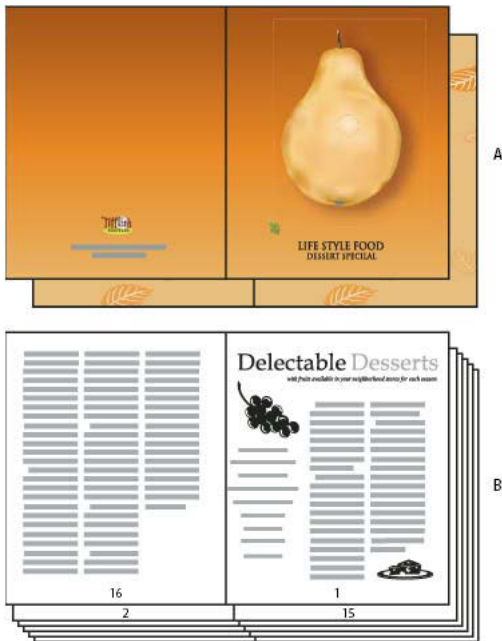 A
LIFE STYLE FOOD
DESSERT SPECILAL
Delectable Desserts
with fruits available in your neighborhood stores for each season
B
16
1
2
15